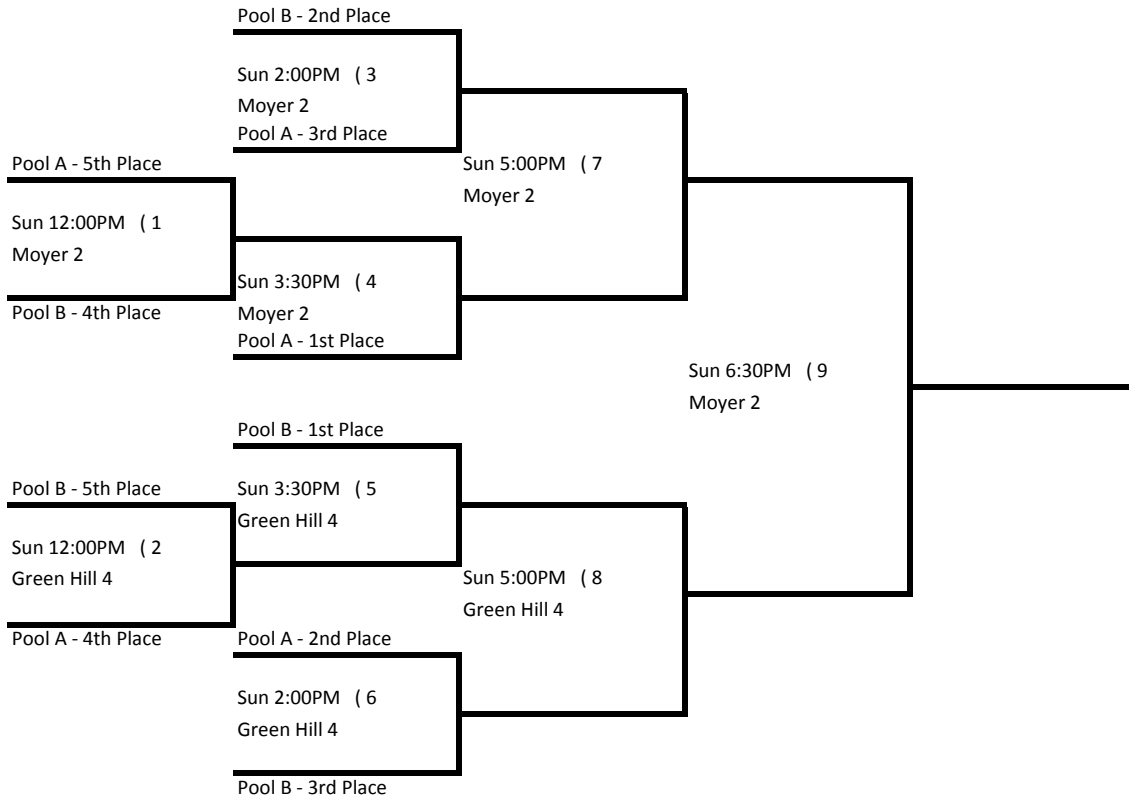 Pool B - 2nd Place
Sun 2:00PM ( 3
Moyer 2
Pool A - 3rd Place
Pool A - 5th Place
Sun 5:00PM ( 7
Moyer 2
Sun 12:00PM ( 1
Moyer 2
Sun 3:30PM ( 4
Moyer 2
Pool B - 4th Place
Pool A - 1st Place
Sun 6:30PM ( 9
Moyer 2
Pool B - 1st Place
Pool B - 5th Place
Sun 3:30PM ( 5
Green Hill 4
Sun 12:00PM ( 2
Green Hill 4
Sun 5:00PM ( 8
Green Hill 4
Pool A - 4th Place
Pool A - 2nd Place
Sun 2:00PM ( 6
Green Hill 4
Pool B - 3rd Place